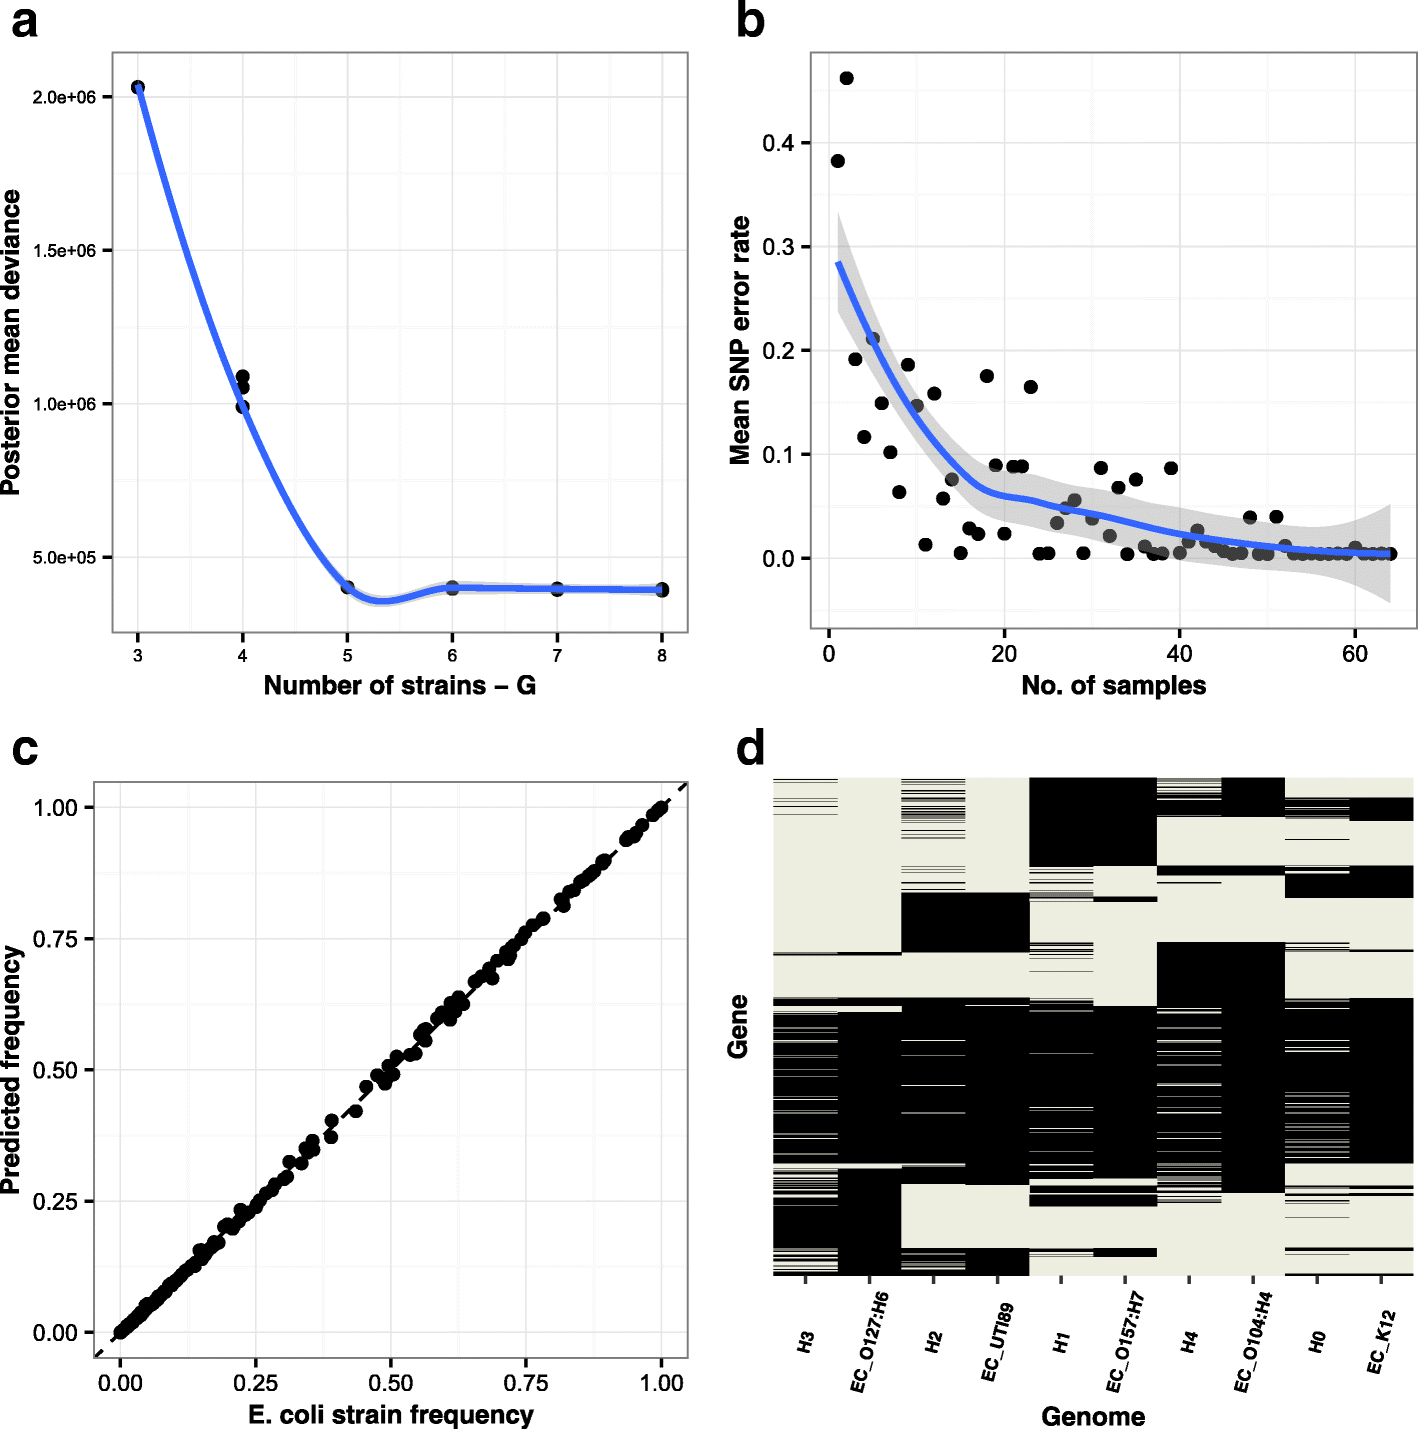 a
Posterior mean deviance
2.0e+06
1.5e+06
1.0e+06
5.0e+05
3 4 5 6 7 8
Number of strains – G
b
Mean SNP error rate
0.4
0.3
0.2
0.1
0.0
0 20 40 60
No. of samples
c
Predicted frequency
1.00
0.75
0.50
0.25
0.00
0.00 0.25 0.50 0.75 1.00
E. coli strain frequency
d
Gene
H3 EC_O127:H6 H2 EC_UTI89 H1 EC_O157:H7 H4 EC_O104:H4 H0 EC_K12
Genome